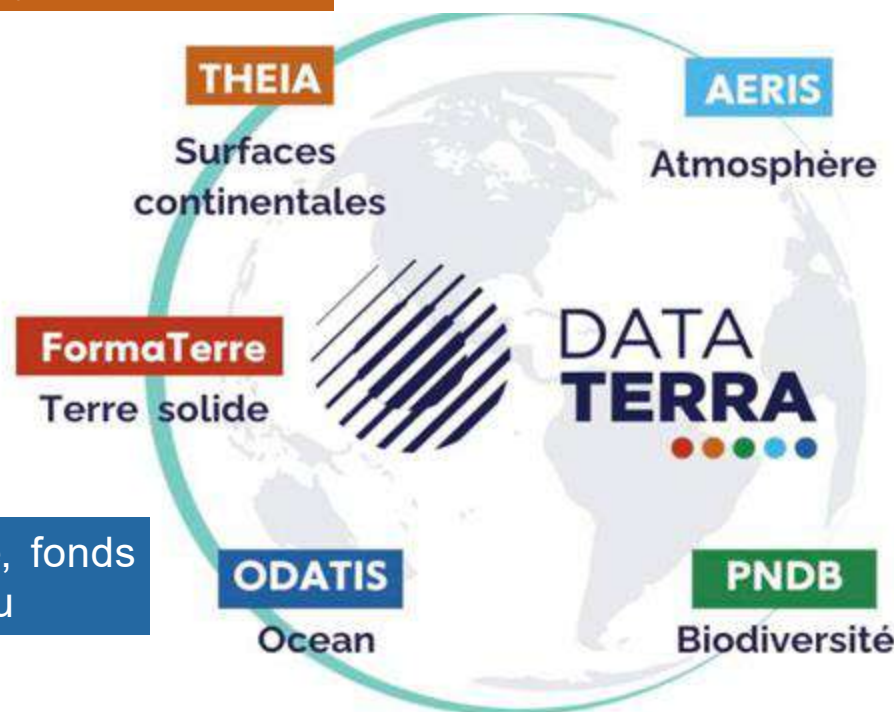 THEIA
Surfaces
continentales
AERIS
Atmosphère
FormaTerre
Terre solide
DATA
TERRA
, fonds
ODATIS
Ocean
PNDB
Biodiversité